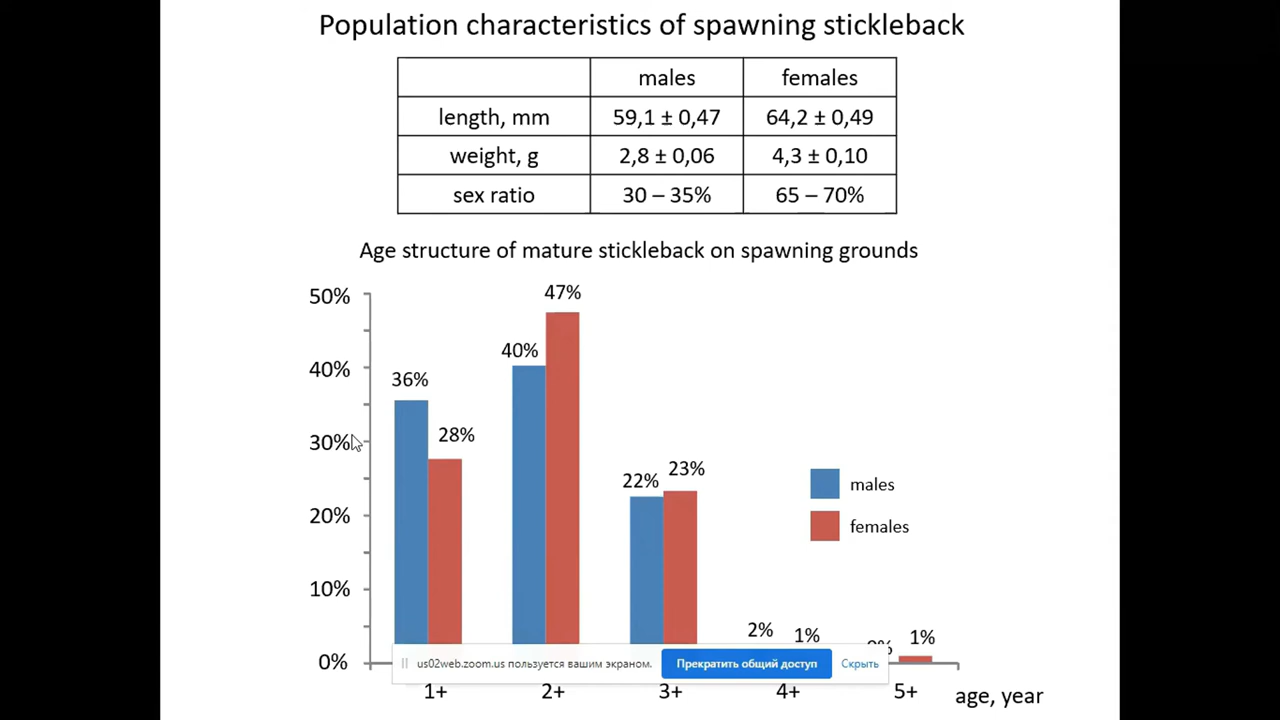 Population characteristics of spawning stickleback
males females
length, mm 59,1 ± 0,47 64,2 ± 0,49
weight, g 2,8 ± 0,06 4,3 ± 0,10
sex ratio 30 – 35% 65 – 70%
Age structure of mature stickleback on spawning grounds
50%
40%
30%
20%
10%
0%
36%
28%
40%
47%
22%
23%
2%
1%
1%
males
females
us02web.zoom.us пользуется вашим экраном. Прекратить общий доступ Скрыть
1+ 2+ 3+ 4+ 5+ age, year